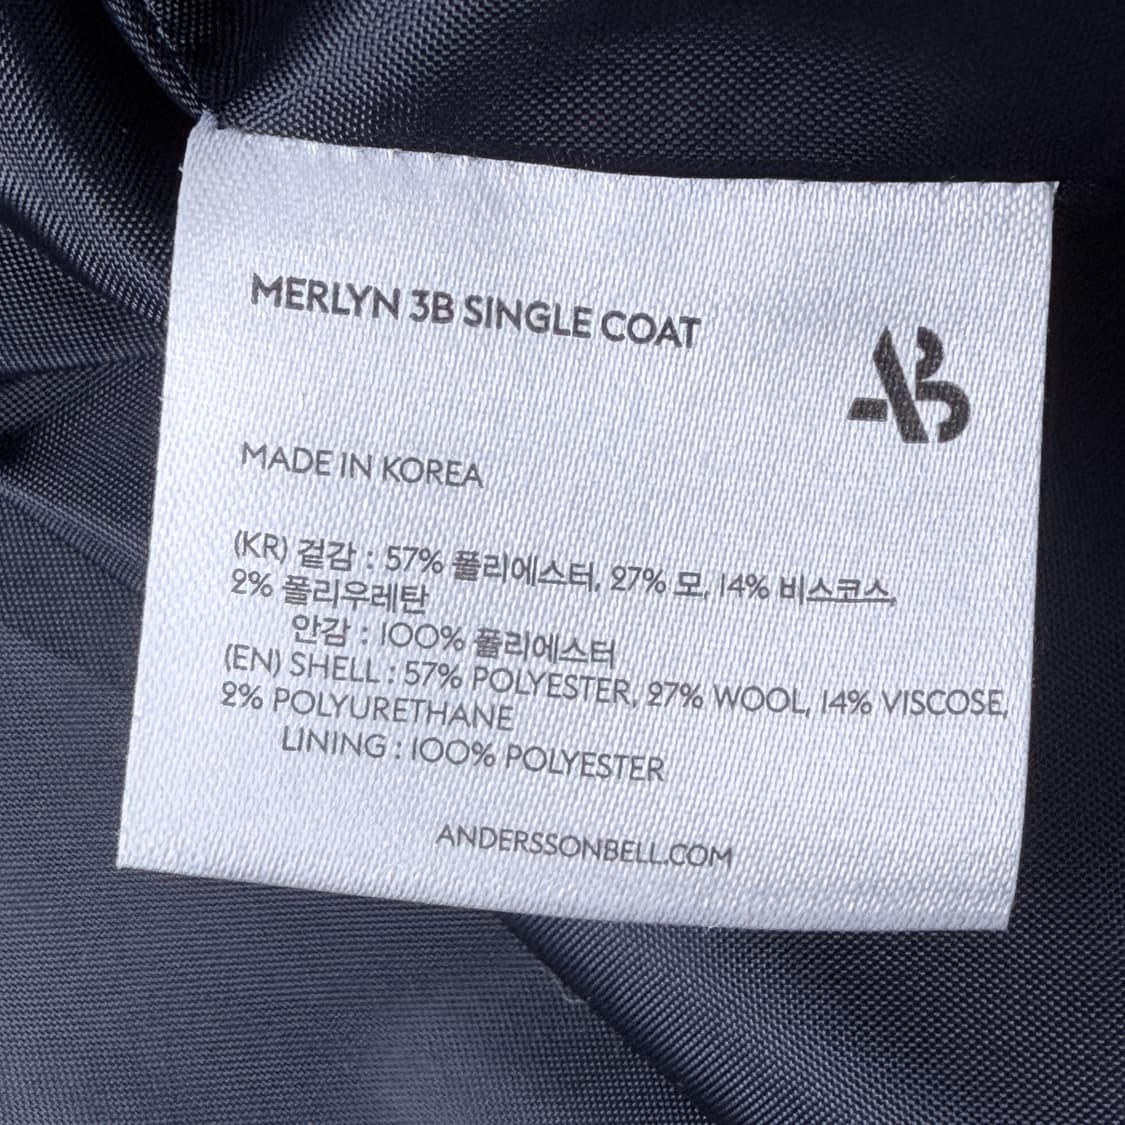 MERLYN 3B SINGLE COAT
AB
MADE IN KOREA
(KR) 겉감 : 57% 폴리에스터, 27% 모, 14% 비스코스,
2% 폴리우레탄
안감 : 100% 폴리에스터
(EN) SHELL : 57% POLYESTER, 27% WOOL, 14% VISCOSE,
2% POLYURETHANE
LINING : 100% POLYESTER
ANDERSSONBELL.COM